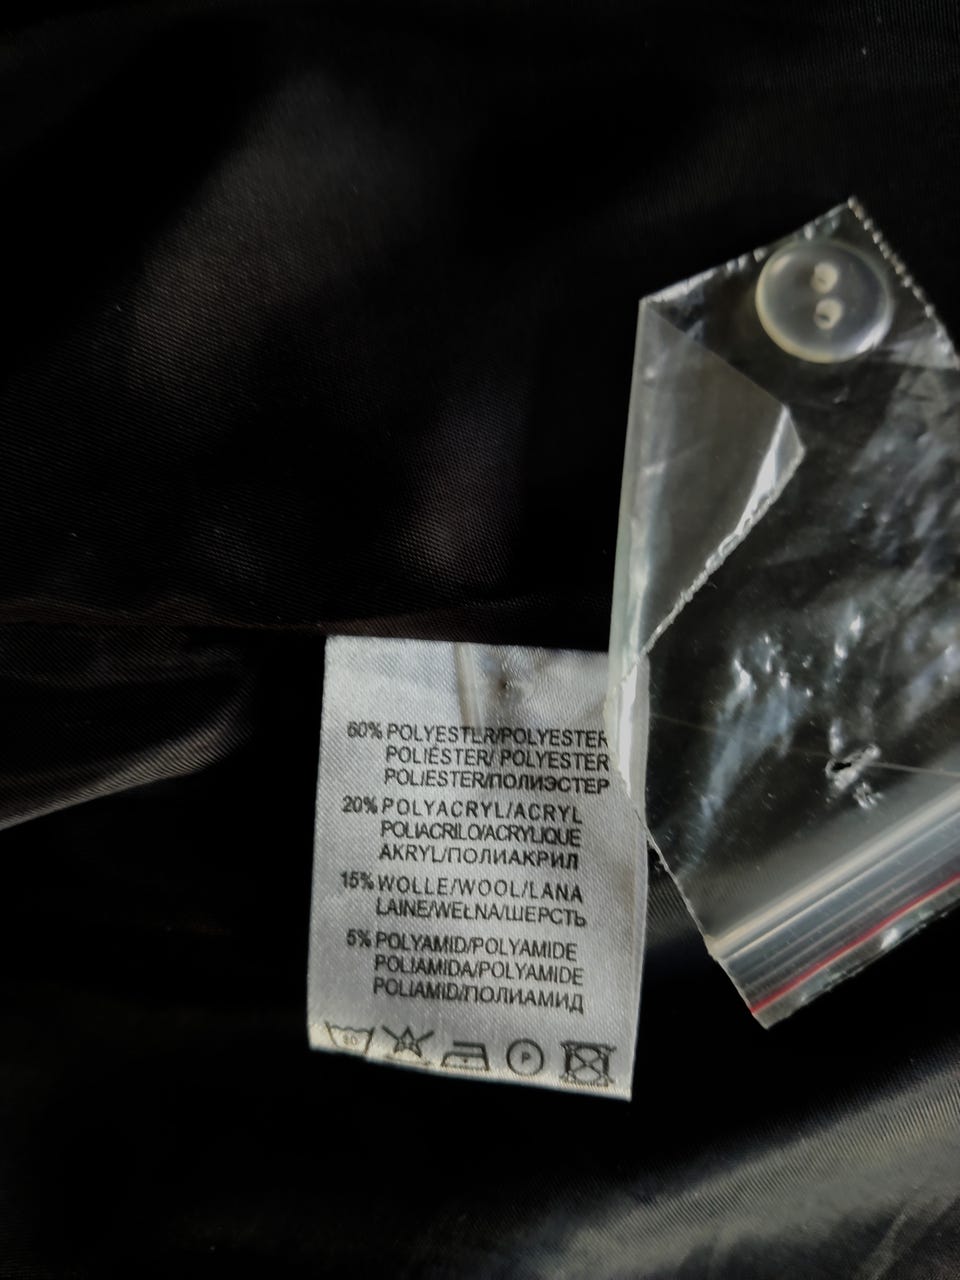 60% POLYESTER/POLYESTER
POLIÉSTER/ POLYESTER
POLIESTER/ПОЛИЭСТЕР
20% POLYACRYL/ACRYL
POLIACRILO/ACRYLIQUE
AKRYL/ПОЛИАКРИЛ
15% WOLLE/WOOL/LANA
LAINE/WEŁNA/ШЕРСТЬ
5% POLYAMID/POLYAMIDE
POLIAMIDA/POLYAMIDE
POLIAMID/ПОЛИАМИД
30 P